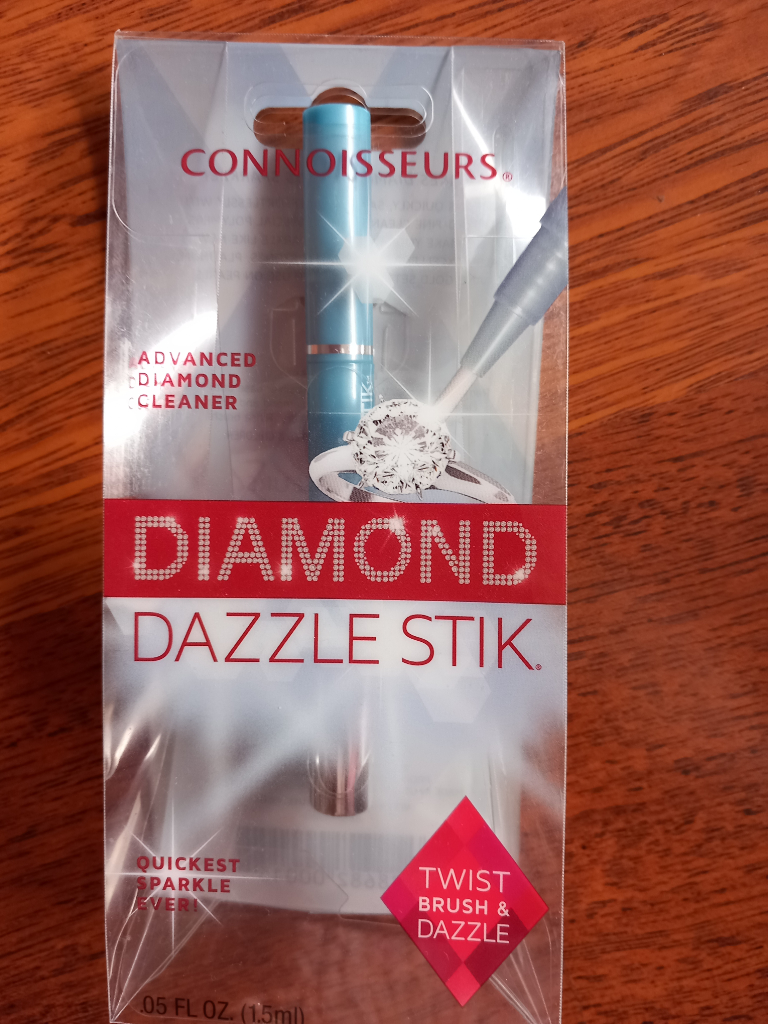 CONNOISSEURS®
ADVANCED
DIAMOND
CLEANER
DIAMOND
DAZZLE STIK®
QUICKEST
SPARKLE
EVER!
TWIST
BRUSH &
DAZZLE
.05 FL OZ. (1.5ml)